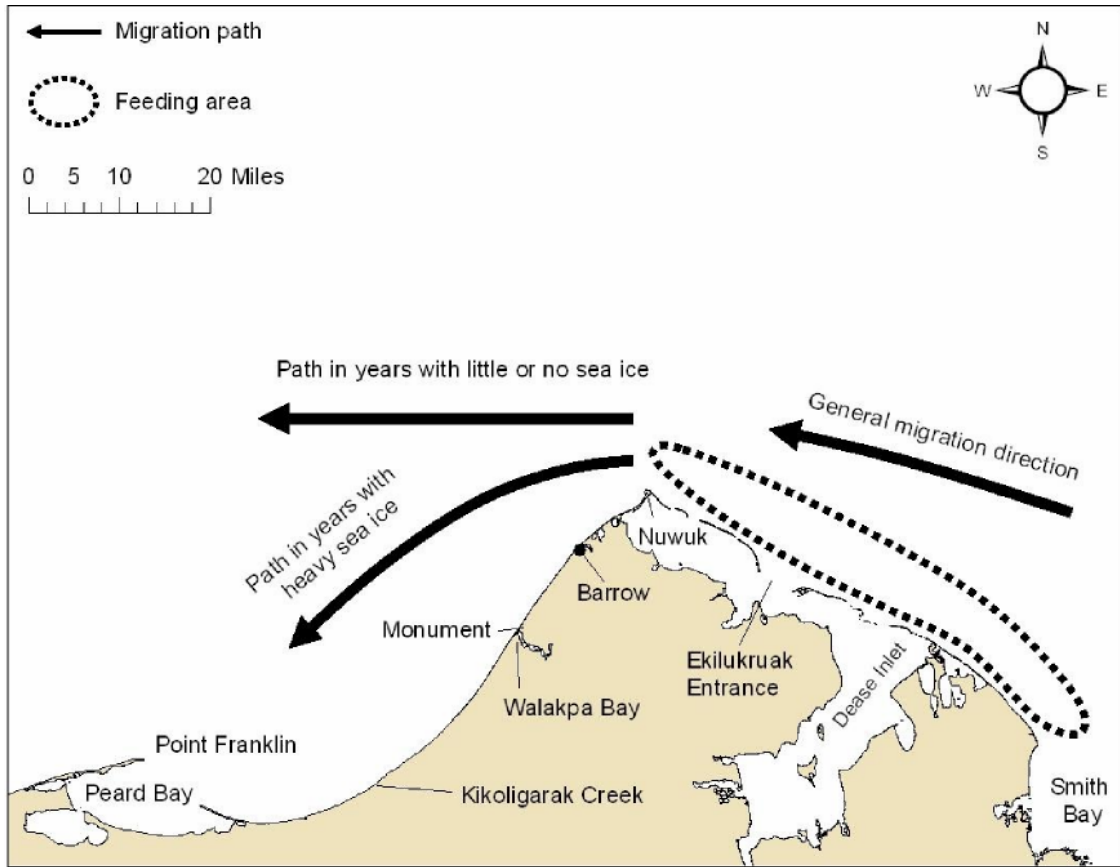 Migration path
Feeding area
0 5 10 20 Miles
N
W E
S
Path in years with little or no sea ice
General migration direction
Path in years with
heavy sea ice
Nuwuk
Barrow
Monument
Ekilukruak
Entrance
Dease Inlet
Walakpa Bay
Point Franklin
Peard Bay
Kikoligarak Creek
Smith
Bay